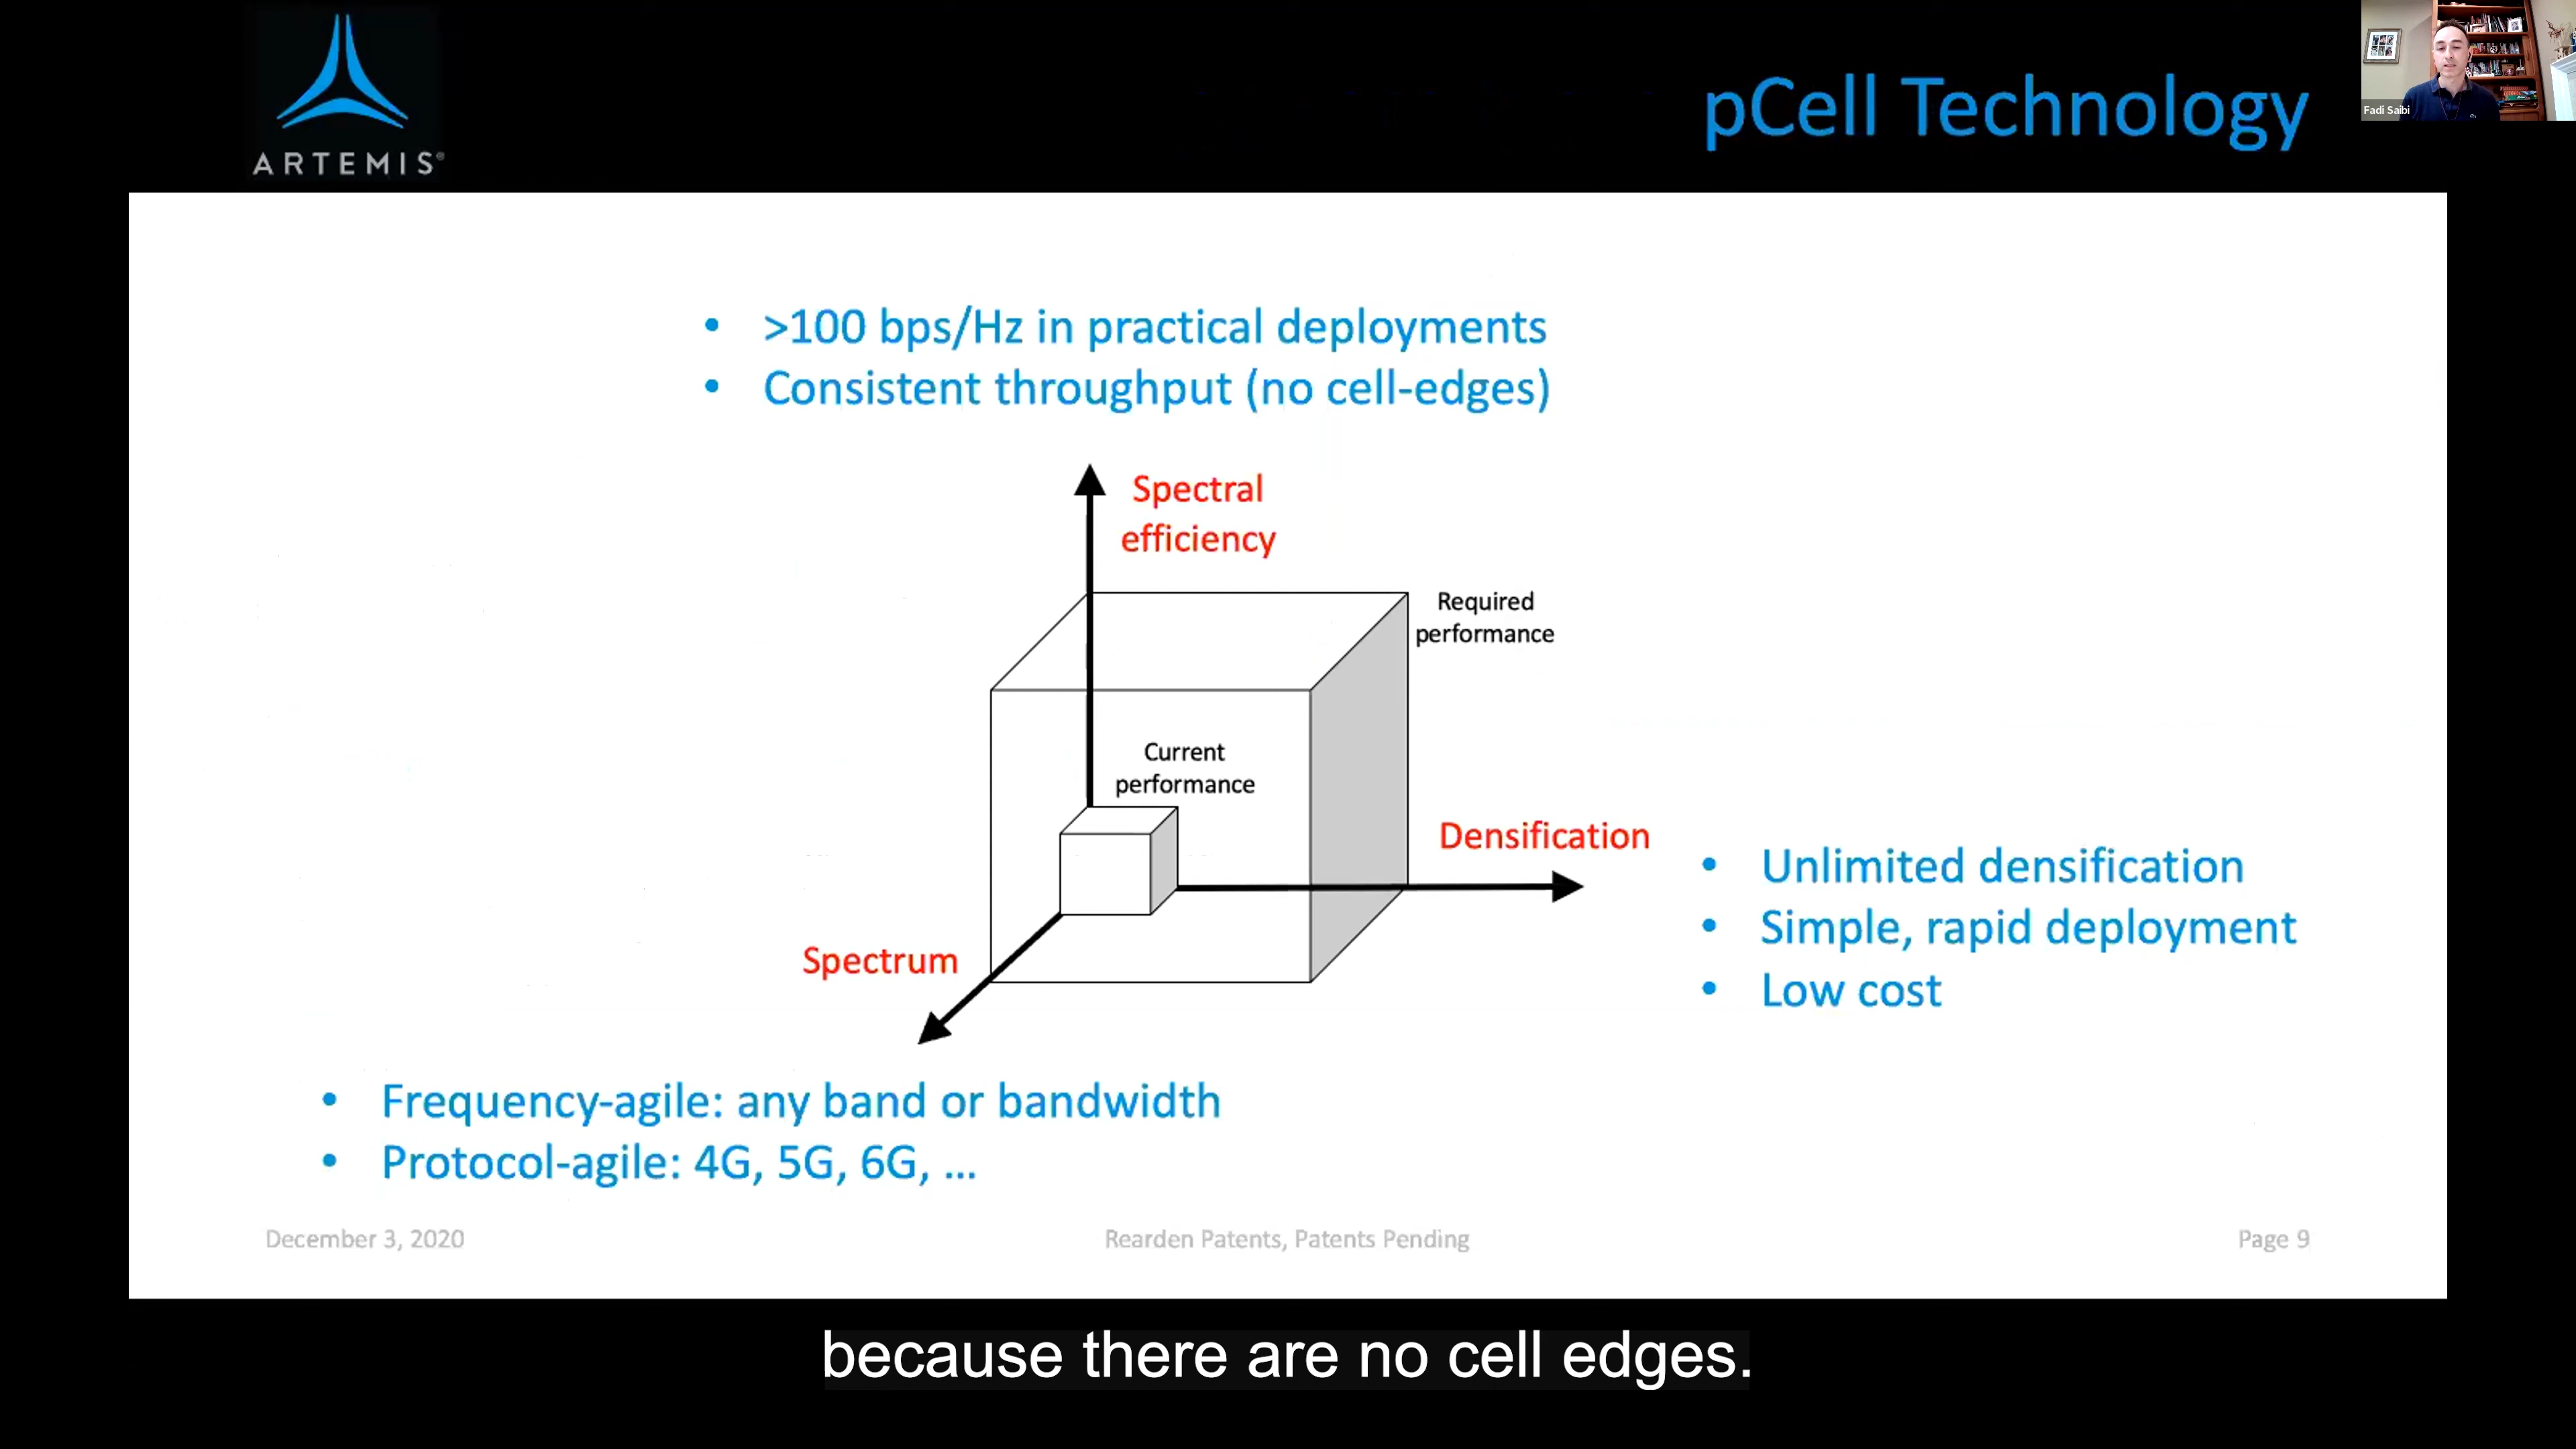 ARTEMIS®
pCell Technology
Fadi Saibi
• >100 bps/Hz in practical deployments
• Consistent throughput (no cell-edges)
Spectral
efficiency
Required
performance
Current
performance
Densification
Spectrum
• Unlimited densification
• Simple, rapid deployment
• Low cost
• Frequency-agile: any band or bandwidth
• Protocol-agile: 4G, 5G, 6G, ...
December 3, 2020
Rearden Patents, Patents Pending
Page 9
because there are no cell edges.